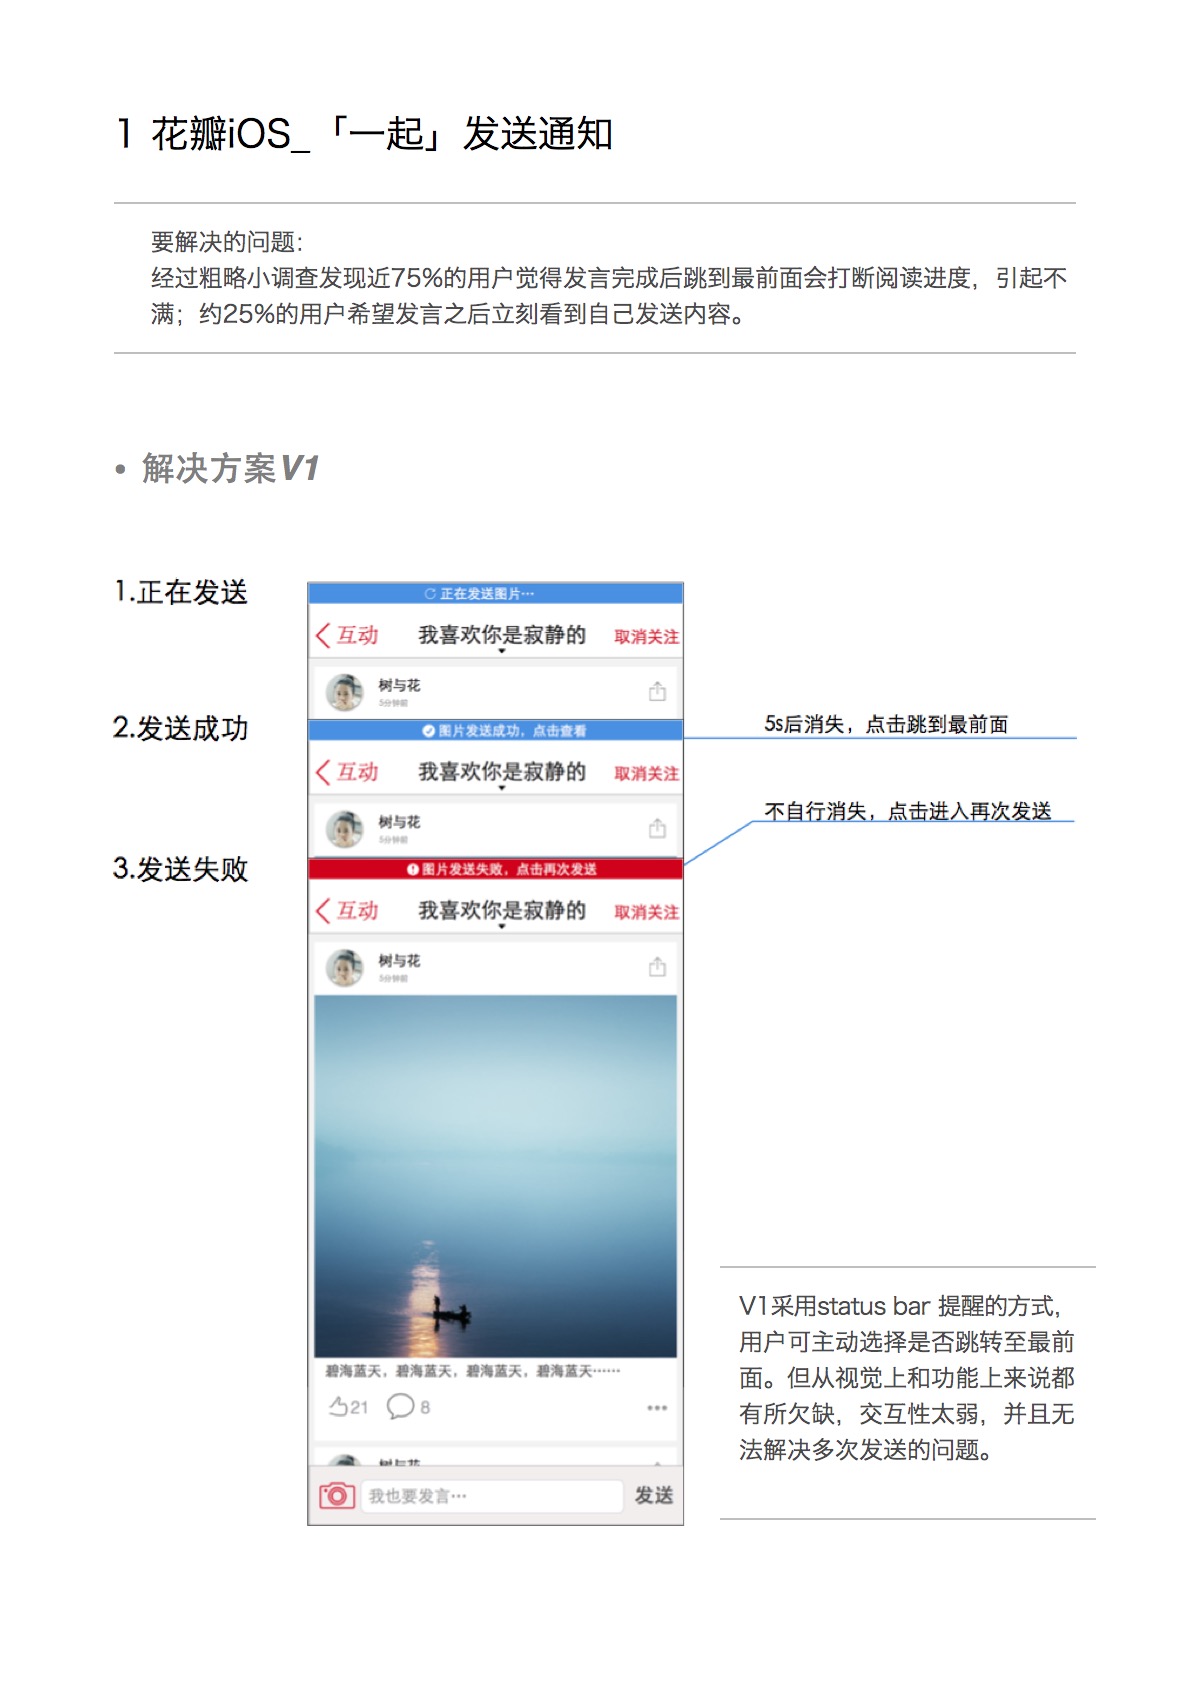 1 花瓣iOS_「一起」发送通知
要解决的问题：
经过粗略小调查发现近75%的用户觉得发言完成后跳到最前面会打断阅读进度，引起不
满；约25%的用户希望发言之后立刻看到自己发送内容。
• 解决方案V1
1.正在发送
正在发送图片…
互动 我喜欢你是寂静的 取消关注
树与花
5分钟前
2.发送成功
图片发送成功，点击查看
5s后消失，点击跳到最前面
互动 我喜欢你是寂静的 取消关注
树与花
5分钟前
不自行消失，点击进入再次发送
3.发送失败
图片发送失败，点击再次发送
互动 我喜欢你是寂静的 取消关注
树与花
5分钟前
碧海蓝天，碧海蓝天，碧海蓝天，碧海蓝天……
21 8
树与花
我也要发言… 发送
V1采用status bar 提醒的方式，
用户可主动选择是否跳转至最前
面。但从视觉上和功能上来说都
有所欠缺，交互性太弱，并且无
法解决多次发送的问题。